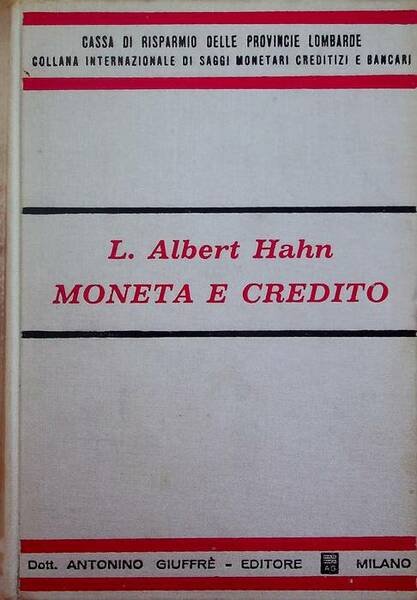 CASSA DI RISPARMIO DELLE PROVINCIE LOMBARDE
COLLANA INTERNAZIONALE DI SAGGI MONETARI CREDITIZI E BANCARI
L. Albert Hahn
MONETA E CREDITO
Dott. ANTONINO GIUFFRÈ - EDITORE AG MILANO